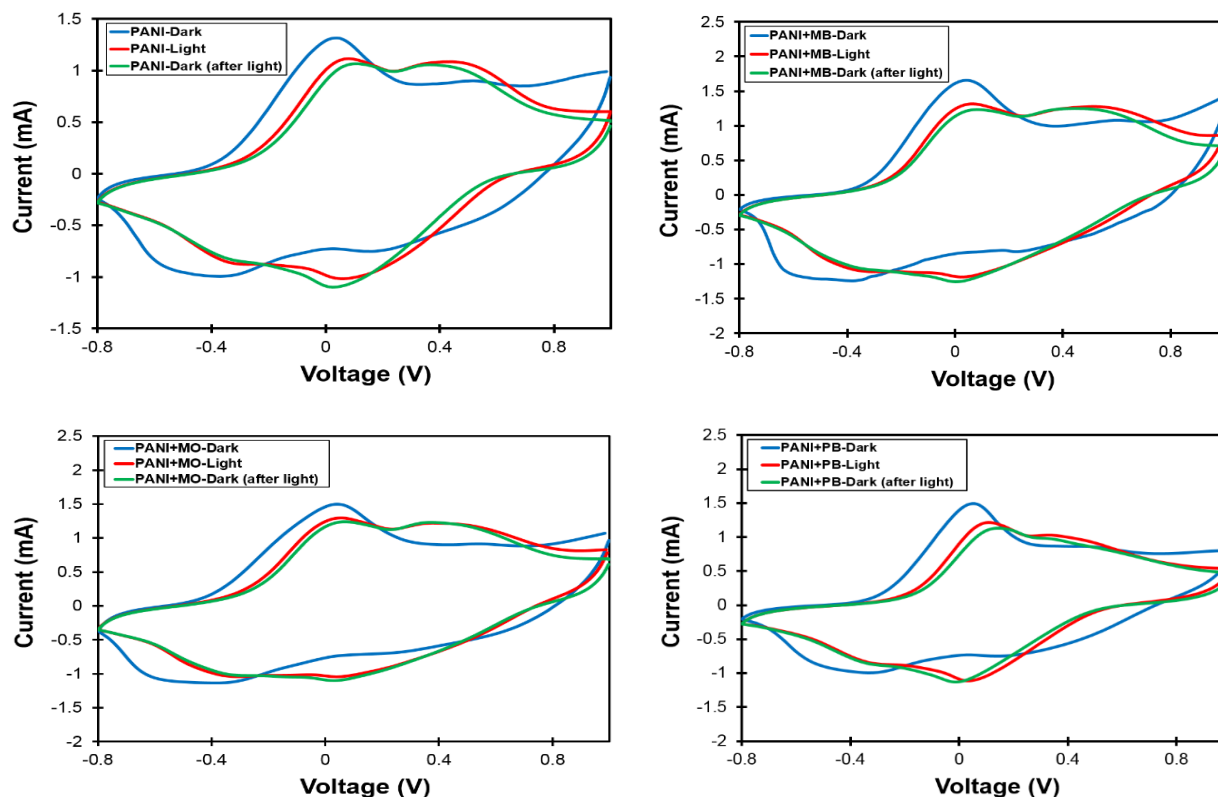 1.5
1
0.5
0
-0.5
-1
-1.5
Current (mA)
PANI-Dark
PANI-Light
PANI-Dark (after light)
-0.8
-0.4
0
0.4
0.8
Voltage (V)
2.5
2
1.5
1
0.5
0
-0.5
-1
-1.5
-2
Current (mA)
PANI+MB-Dark
PANI+MB-Light
PANI+MB-Dark (after light)
-0.8
-0.4
0
0.4
0.8
Voltage (V)
2.5
2
1.5
1
0.5
0
-0.5
-1
-1.5
-2
Current (mA)
PANI+MO-Dark
PANI+MO-Light
PANI+MO-Dark (after light)
-0.8
-0.4
0
0.4
0.8
Voltage (V)
2.5
2
1.5
1
0.5
0
-0.5
-1
-1.5
-2
Current (mA)
PANI+PB-Dark
PANI+PB-Light
PANI+PB-Dark (after light)
-0.8
-0.4
0
0.4
0.8
Voltage (V)